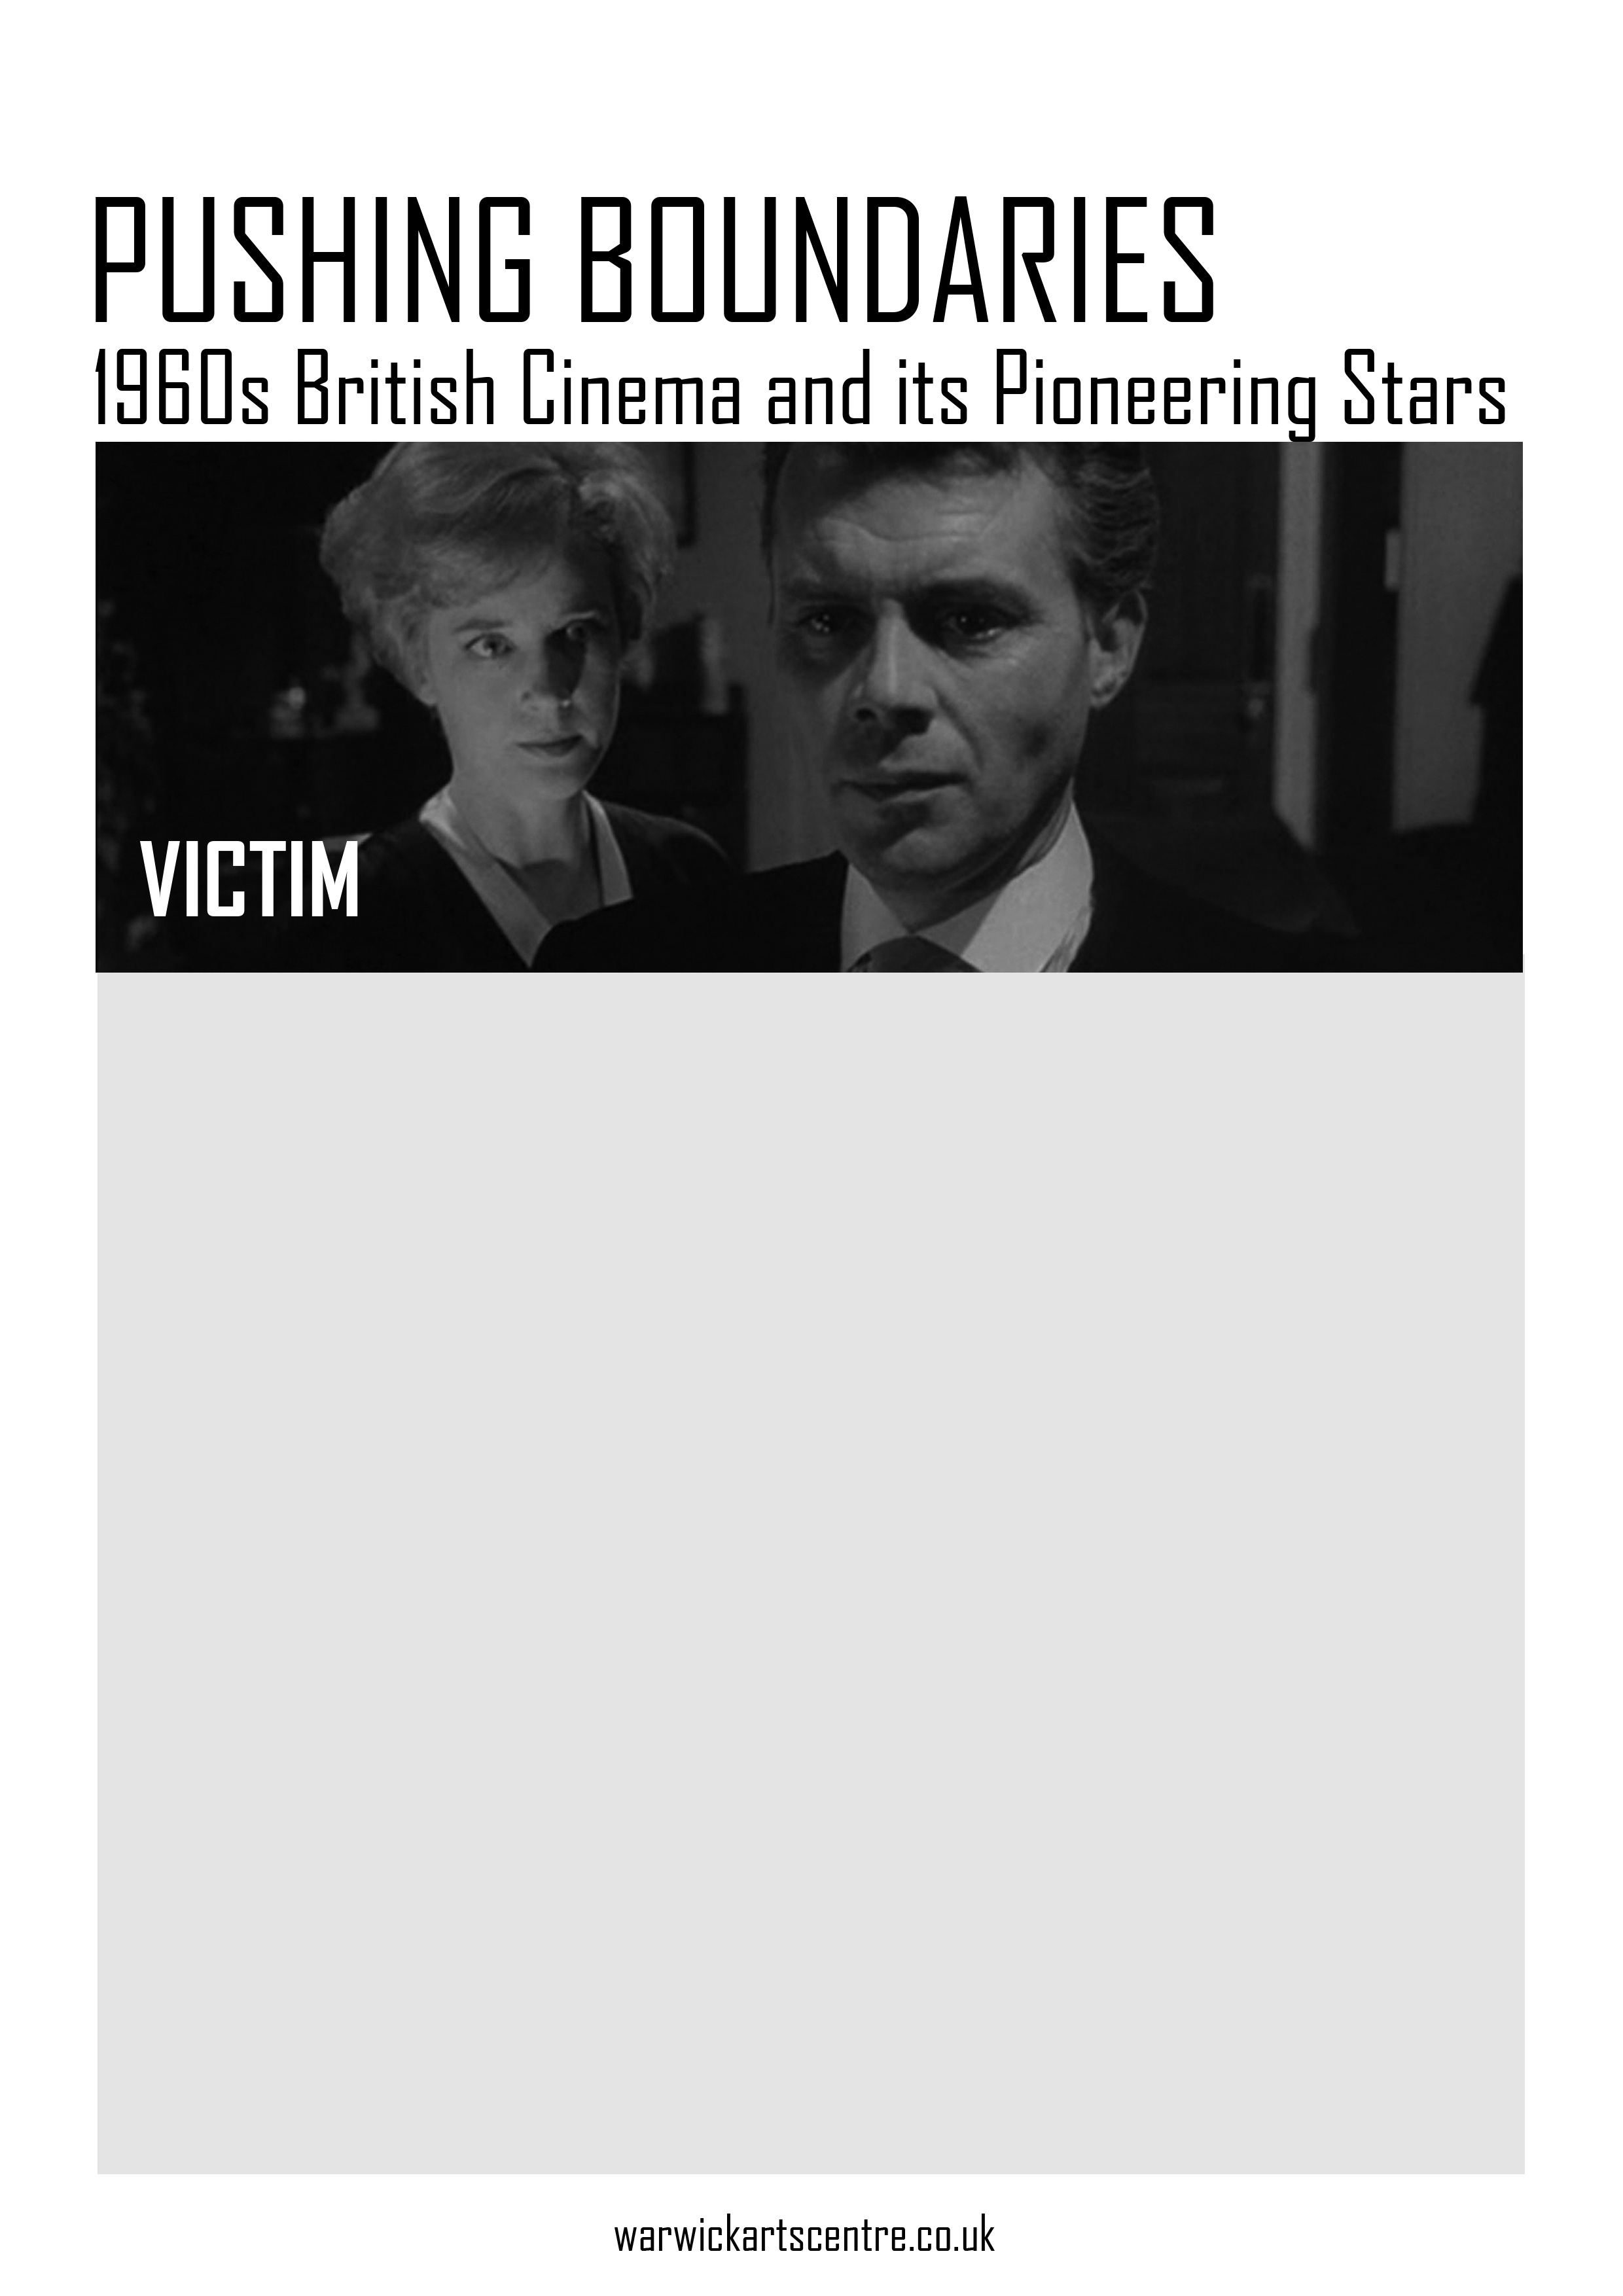 PUSHING BOUNDARIES
1960s British Cinema and its Pioneering Stars
VICTIM
warwickartscentre.co.uk